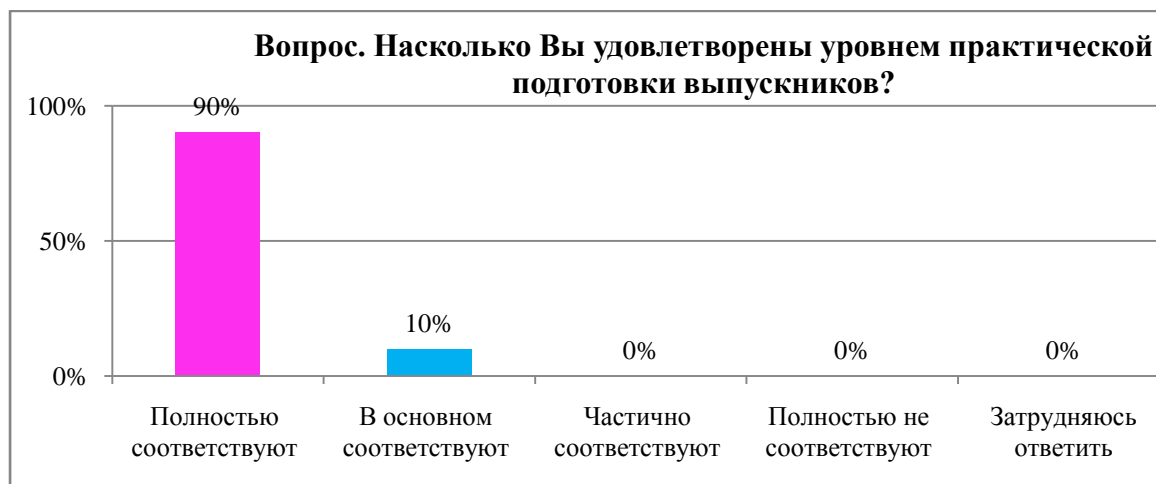 Вопрос. Насколько Вы удовлетворены уровнем практической
подготовки выпускников?
100%
50%
0%
90%
10%
0%
0%
0%
Полностью
соответствуют
В основном
соответствуют
Частично
соответствуют
Полностью не
соответствуют
Затрудняюсь
ответить